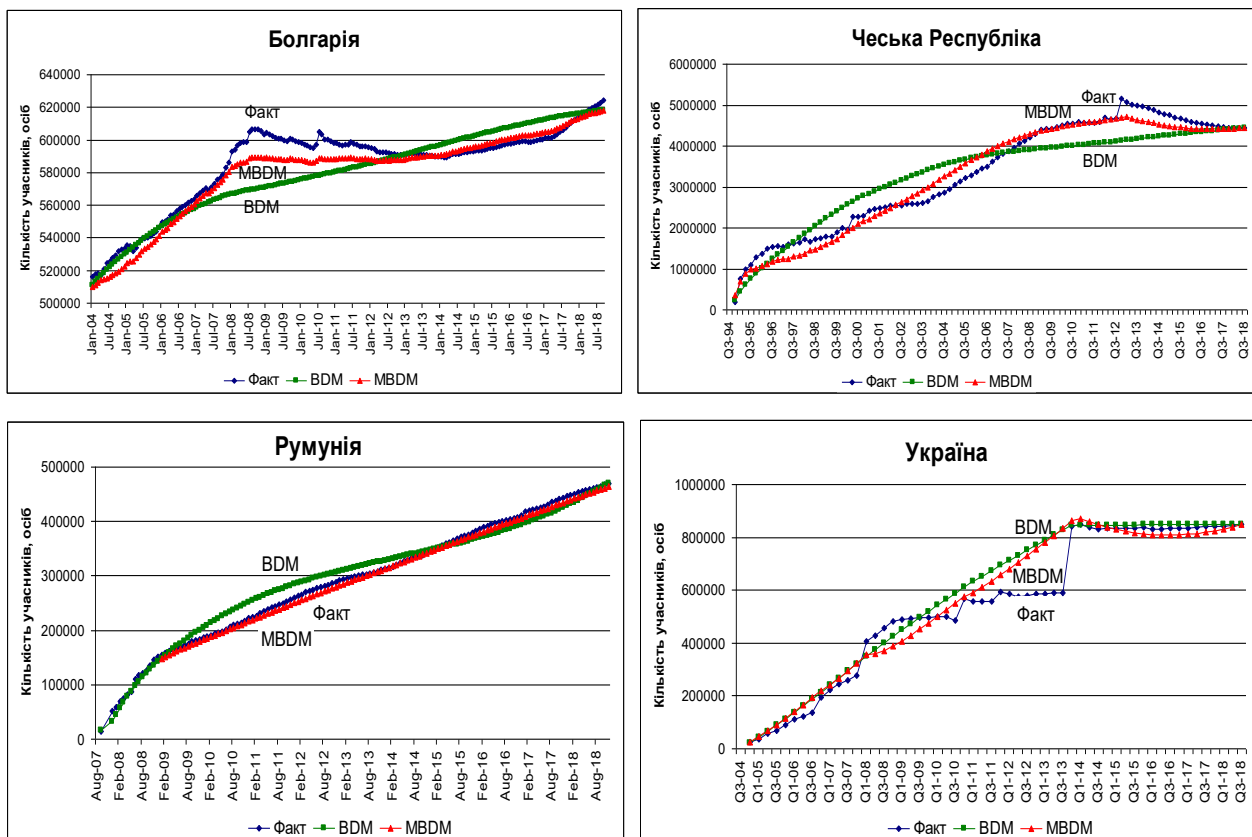 Болгарія
Кількість учасників, осіб
640000
620000
600000
580000
560000
540000
520000
500000
Факт
MBDM
BDM
Jan-04
Jul-04
Jan-05
Jul-05
Jan-06
Jul-06
Jan-07
Jul-07
Jan-08
Jul-08
Jan-09
Jul-09
Jan-10
Jul-10
Jan-11
Jul-11
Jan-12
Jul-12
Jan-13
Jul-13
Jan-14
Jul-14
Jan-15
Jul-15
Jan-16
Jul-16
Jan-17
Jul-17
Jan-18
Jul-18
Факт BDM MBDM
Чеська Республіка
Кількість учасників, осіб
6000000
5000000
4000000
3000000
2000000
1000000
0
Факт
MBDM
BDM
Q3-94
Q3-95
Q3-96
Q3-97
Q3-98
Q3-99
Q3-00
Q3-01
Q3-02
Q3-03
Q3-04
Q3-05
Q3-06
Q3-07
Q3-08
Q3-09
Q3-10
Q3-11
Q3-12
Q3-13
Q3-14
Q3-15
Q3-16
Q3-17
Q3-18
Факт BDM MBDM
Румунія
Кількість учасників, осіб
500000
400000
300000
200000
100000
0
BDM
Факт
MBDM
Aug-07
Feb-08
Aug-08
Feb-09
Aug-09
Feb-10
Aug-10
Feb-11
Aug-11
Feb-12
Aug-12
Feb-13
Aug-13
Feb-14
Aug-14
Feb-15
Aug-15
Feb-16
Aug-16
Feb-17
Aug-17
Feb-18
Aug-18
Факт BDM MBDM
Україна
Кількість учасників, осіб
1000000
800000
600000
400000
200000
0
BDM
MBDM
Факт
Q3-04
Q1-05
Q3-05
Q1-06
Q3-06
Q1-07
Q3-07
Q1-08
Q3-08
Q1-09
Q3-09
Q1-10
Q3-10
Q1-11
Q3-11
Q1-12
Q3-12
Q1-13
Q3-13
Q1-14
Q3-14
Q1-15
Q3-15
Q1-16
Q3-16
Q1-17
Q3-17
Q1-18
Q3-18
Факт BDM MBDM